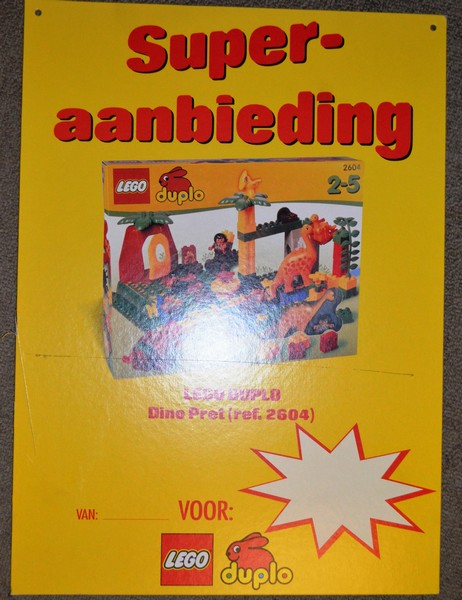 Super-
aanbieding
2604
LEGO duplo 2-5
LEGO DUPLO
Dino Pret (ref. 2604)
VAN: VOOR:
LEGO duplo